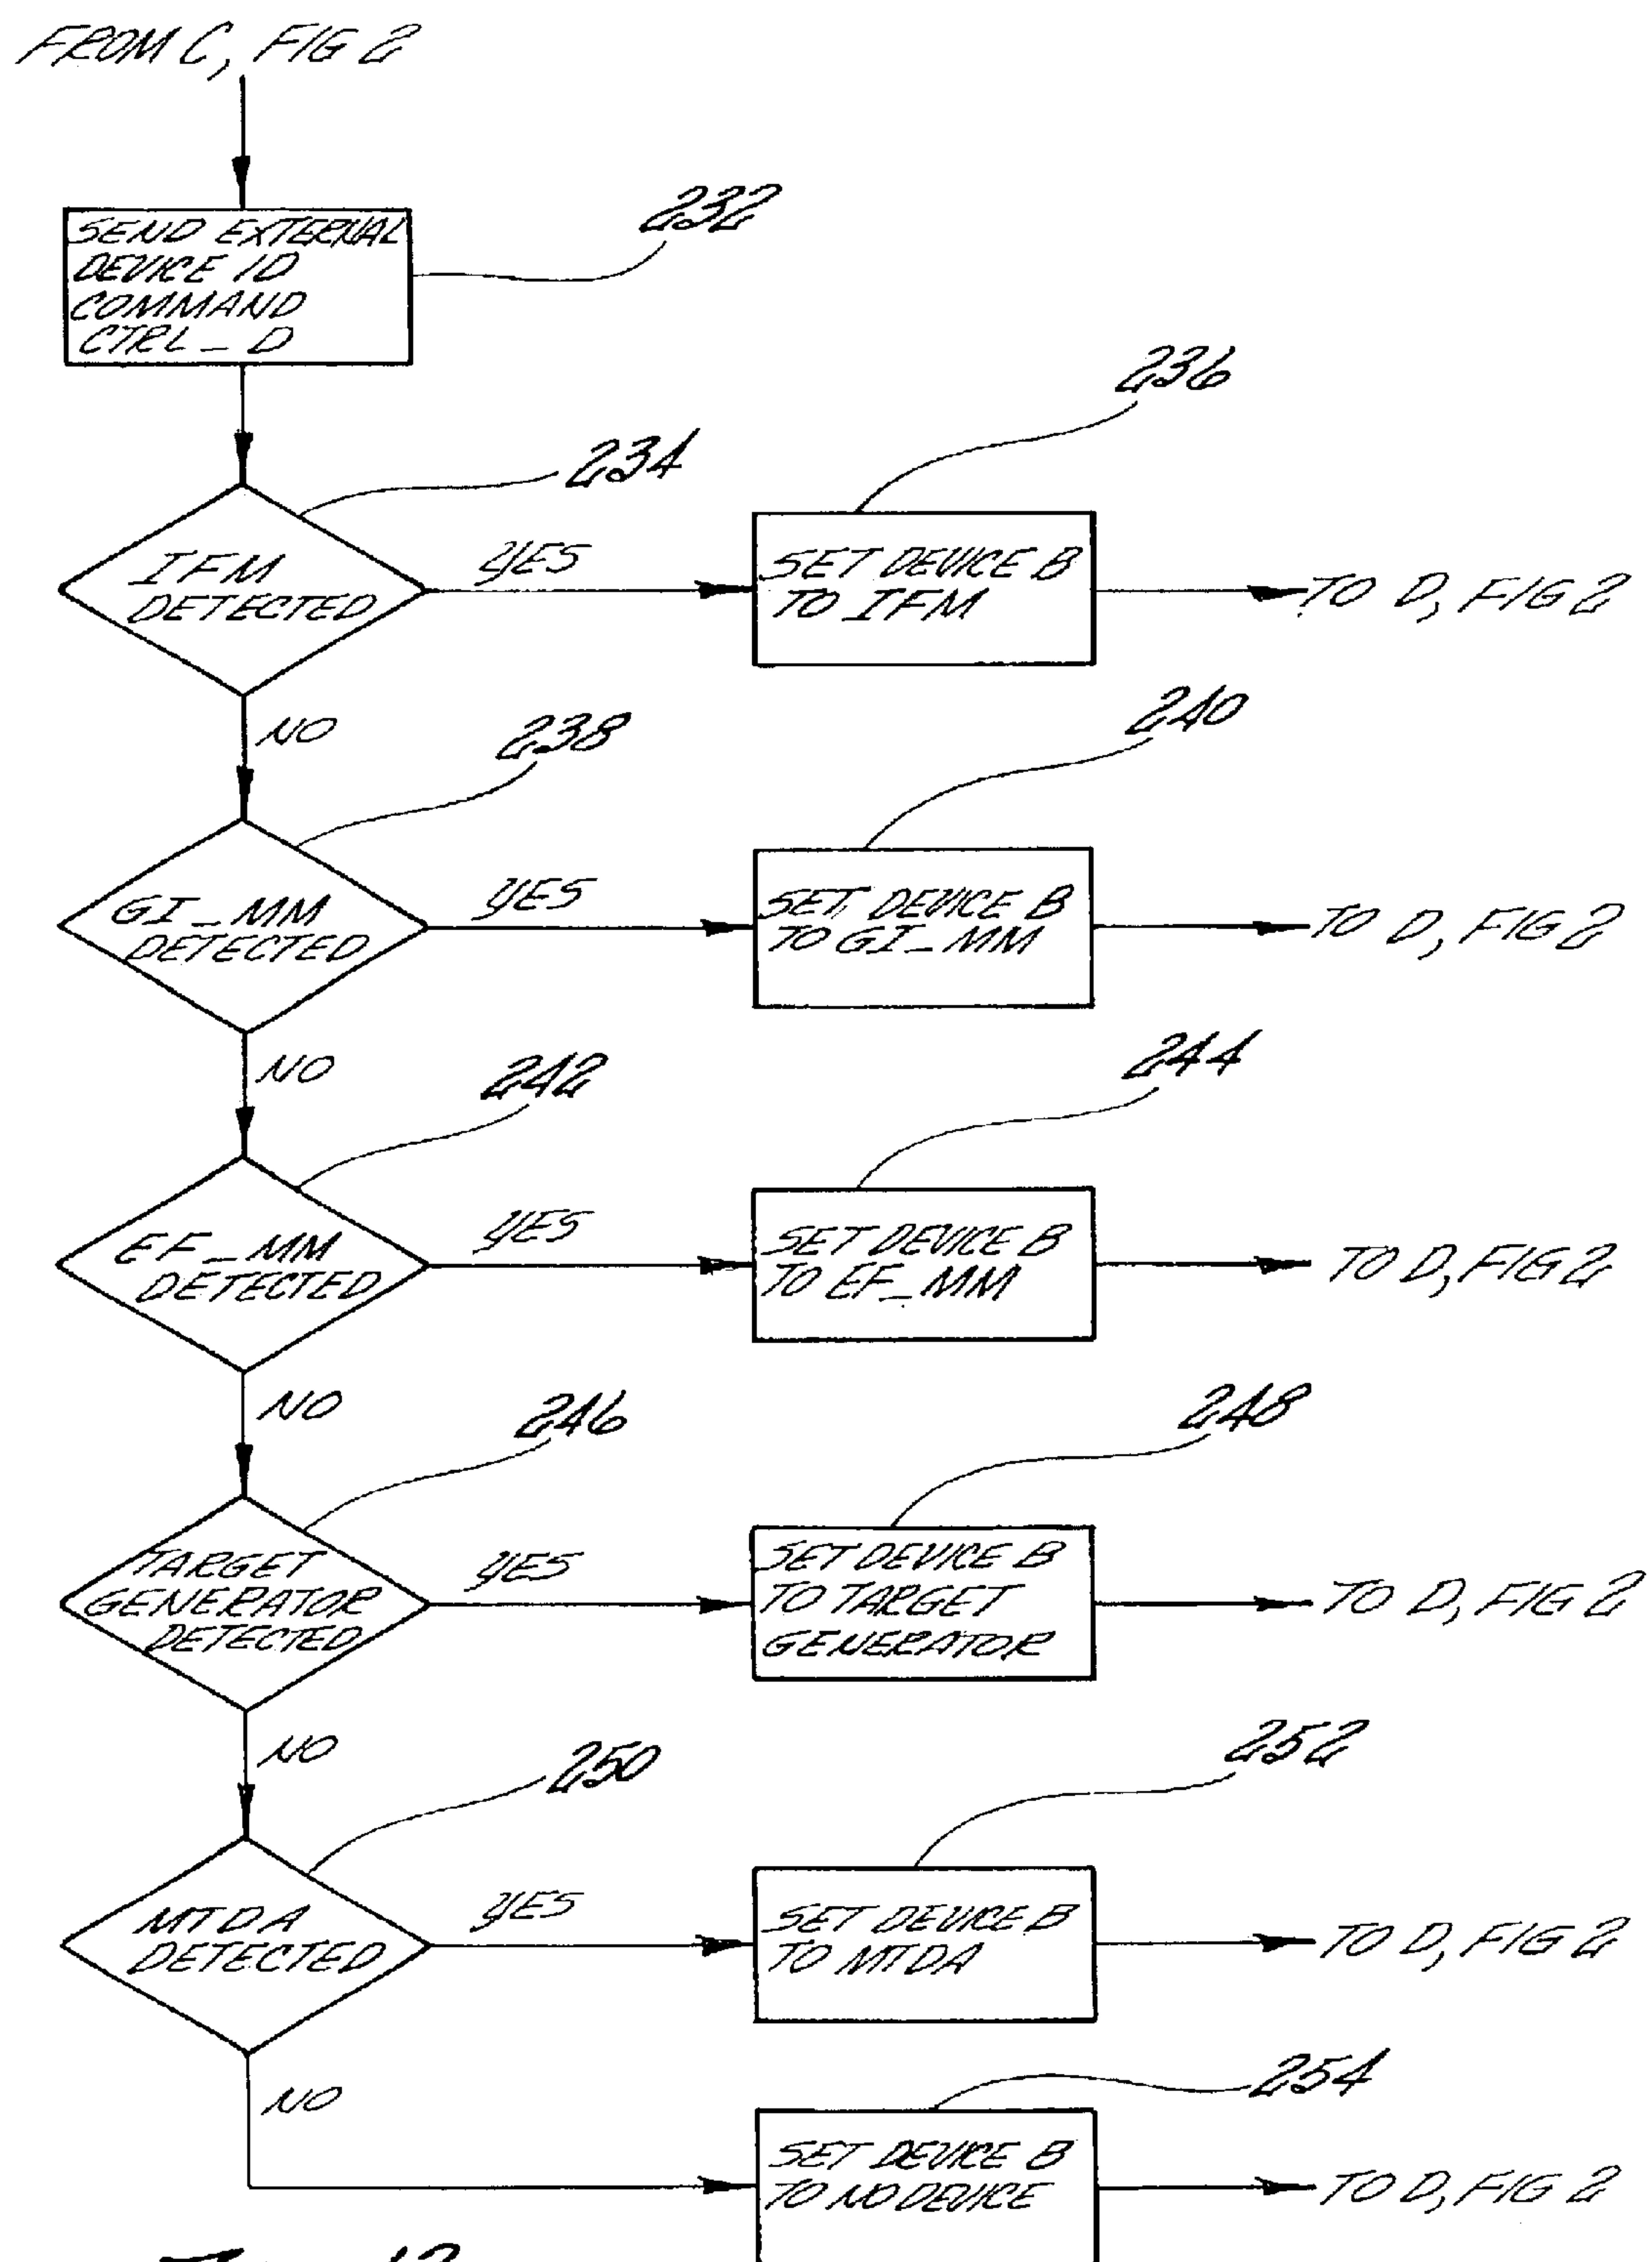 FROM C, FIG 2
SEND EXTERNAL
DEVICE ID
COMMAND
CTRL_D
232
234
IFM
DETECTED
YES
236
SET DEVICE B
TO IFM
TO D, FIG 2
NO
238
GI_MM
DETECTED
YES
240
SET DEVICE B
TO GI_MM
TO D, FIG 2
NO
242
EF_MM
DETECTED
YES
244
SET DEVICE B
TO EF_MM
TO D, FIG 2
NO
246
TARGET
GENERATOR
DETECTED
YES
248
SET DEVICE B
TO TARGET
GENERATOR
TO D, FIG 2
NO
250
MTDA
DETECTED
YES
252
SET DEVICE B
TO MTDA
TO D, FIG 2
NO
254
SET DEVICE B
TO NO DEVICE
TO D, FIG 2